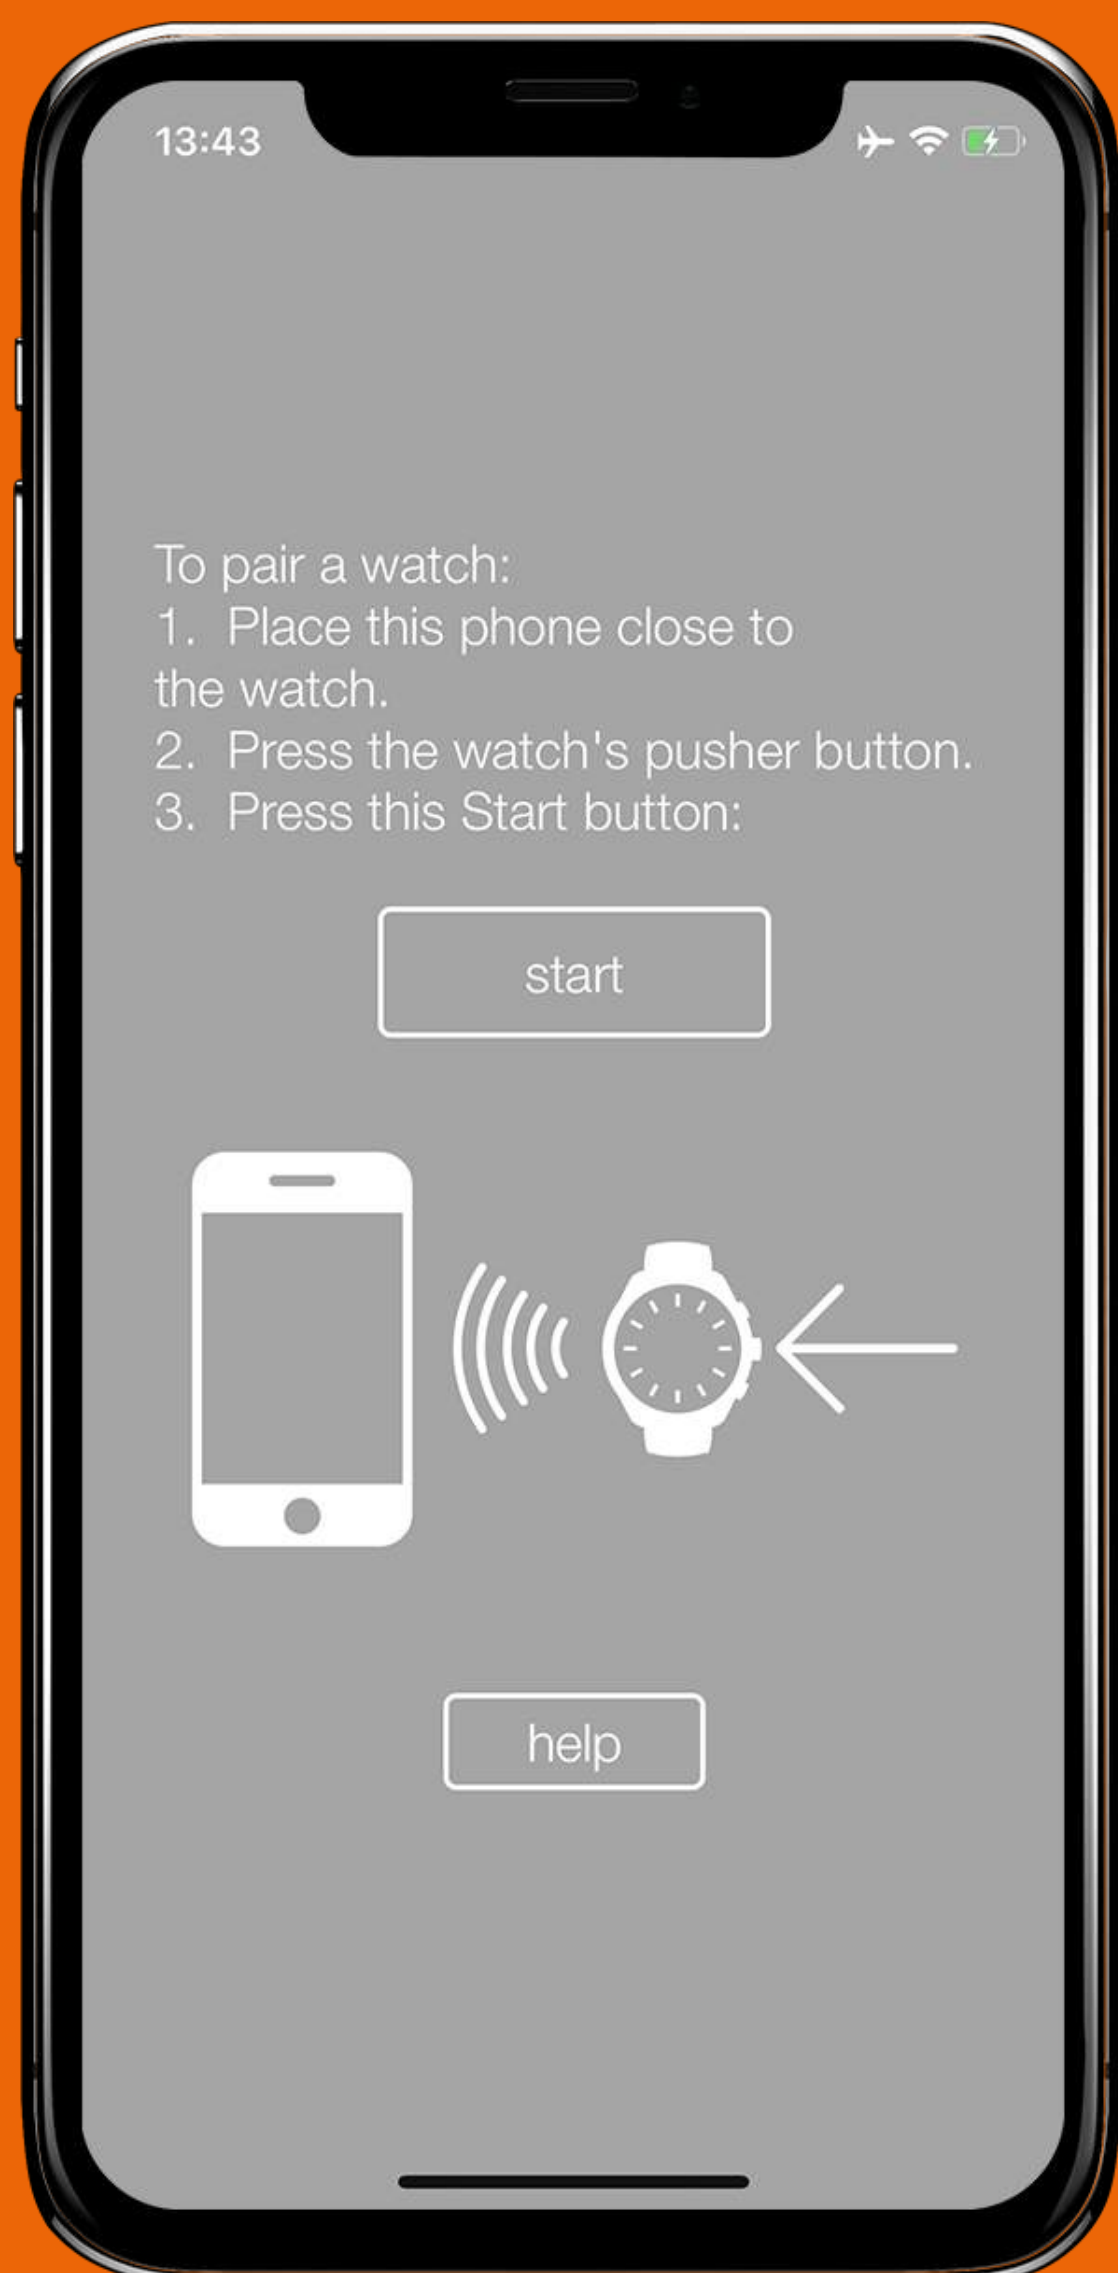 13:43
To pair a watch:
1. Place this phone close to
the watch.
2. Press the watch's pusher button.
3. Press this Start button:
start
help